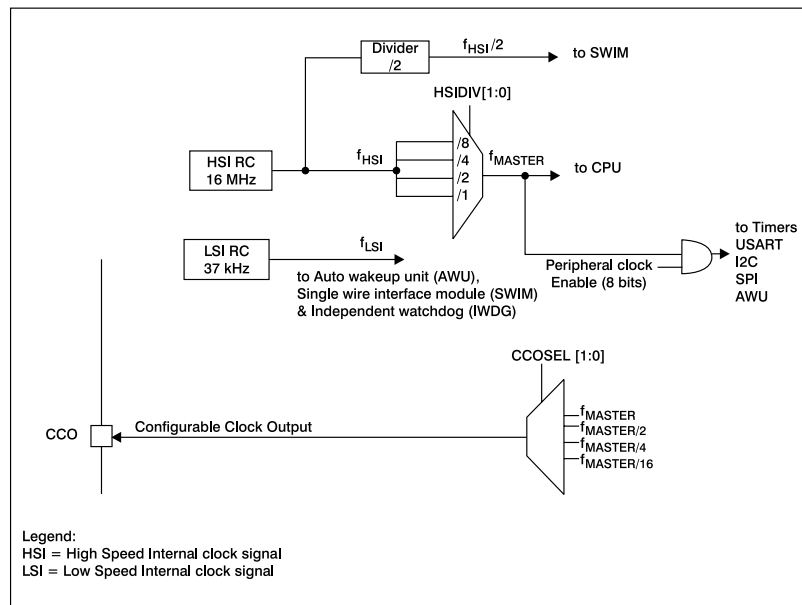 Divider
/2
fHSI/2
to SWIM
HSIDIV[1:0]
HSI RC
16 MHz
fHSI
/8
/4
/2
/1
fMASTER
to CPU
LSI RC
37 kHz
fLSI
to Auto wakeup unit (AWU),
Single wire interface module (SWIM)
& Independent watchdog (IWDG)
Peripheral clock
Enable (8 bits)
to Timers
USART
I2C
SPI
AWU
CCOSEL [1:0]
CCO
Configurable Clock Output
fMASTER
fMASTER/2
fMASTER/4
fMASTER/16
Legend:
HSI = High Speed Internal clock signal
LSI = Low Speed Internal clock signal